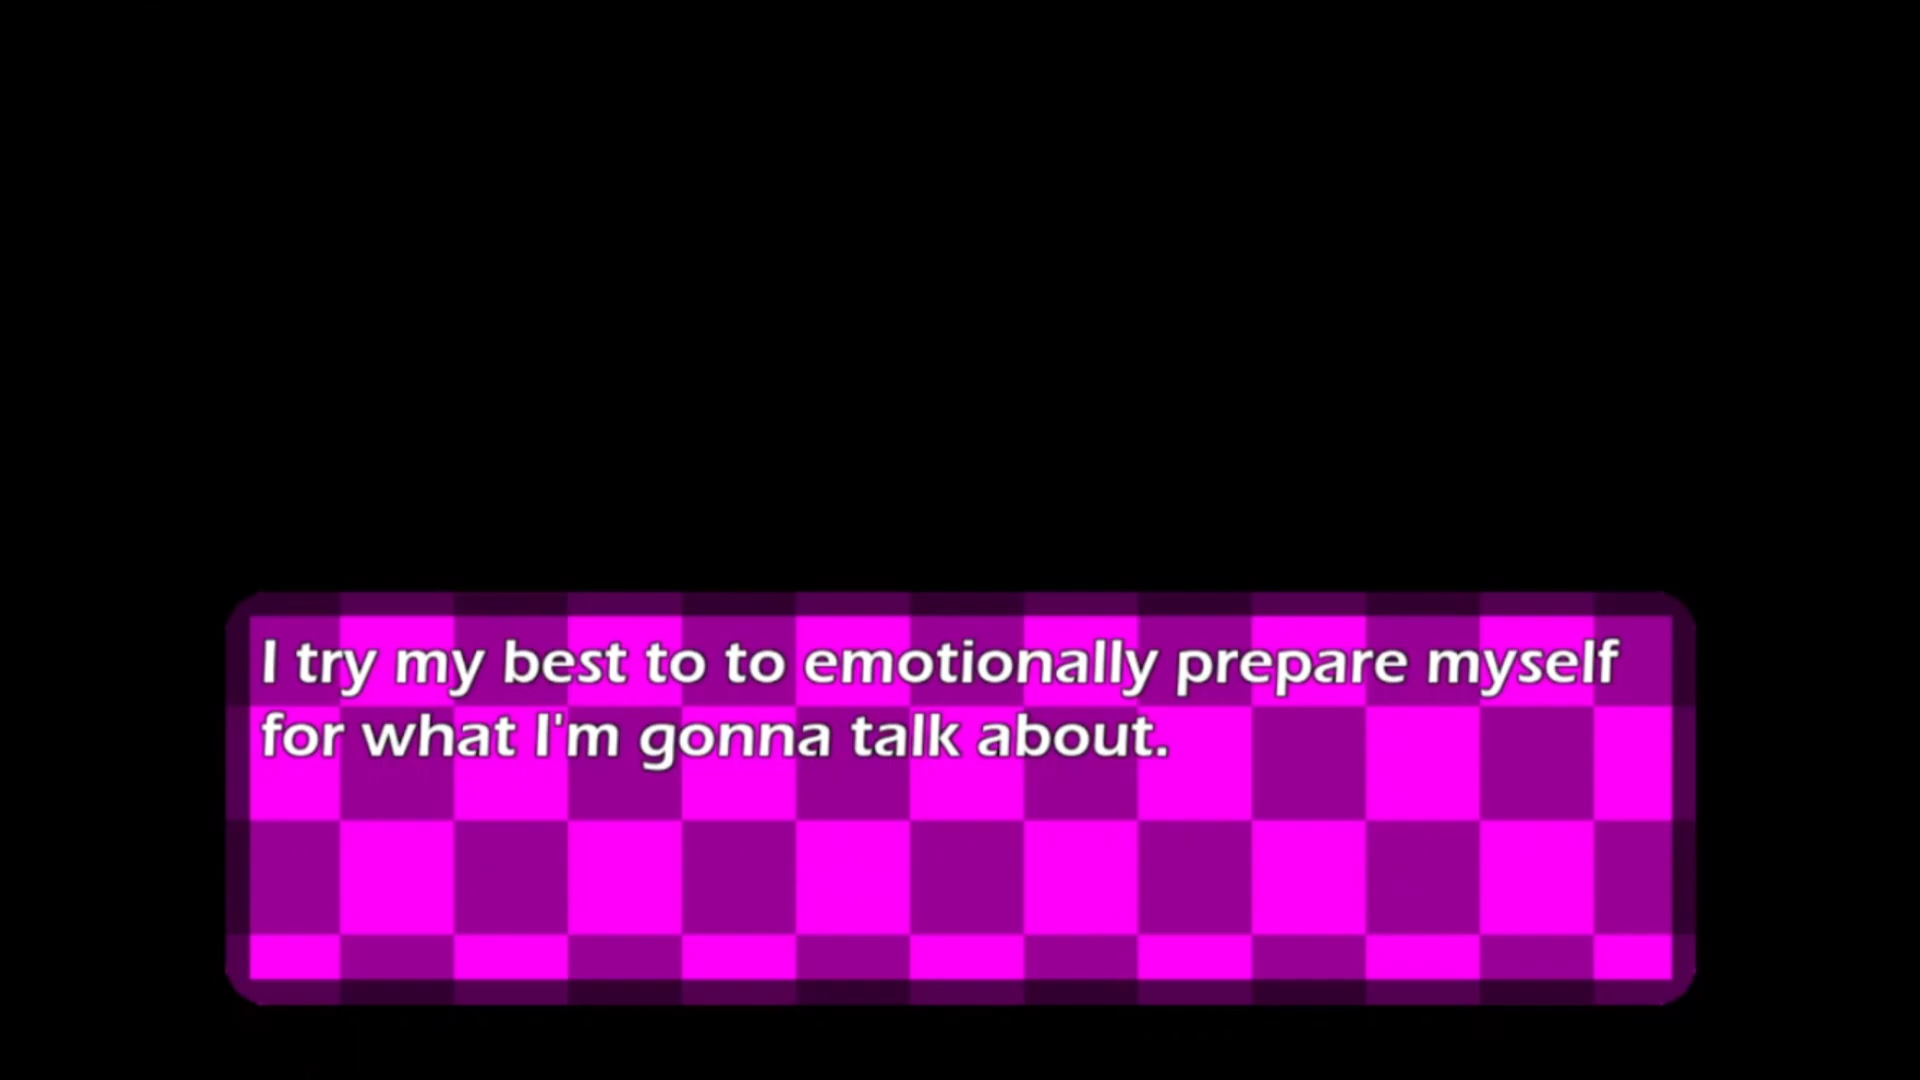 I try my best to to emotionally prepare myself
for what I'm gonna talk about.